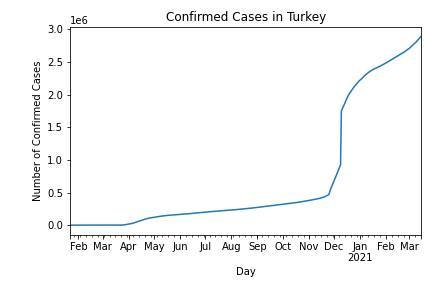 Confirmed Cases in Turkey
1e6
3.0
2.5
2.0
1.5
1.0
0.5
0.0
Number of Confirmed Cases
Feb Mar Apr May Jun Jul Aug Sep Oct Nov Dec Jan Feb Mar
2021
Day